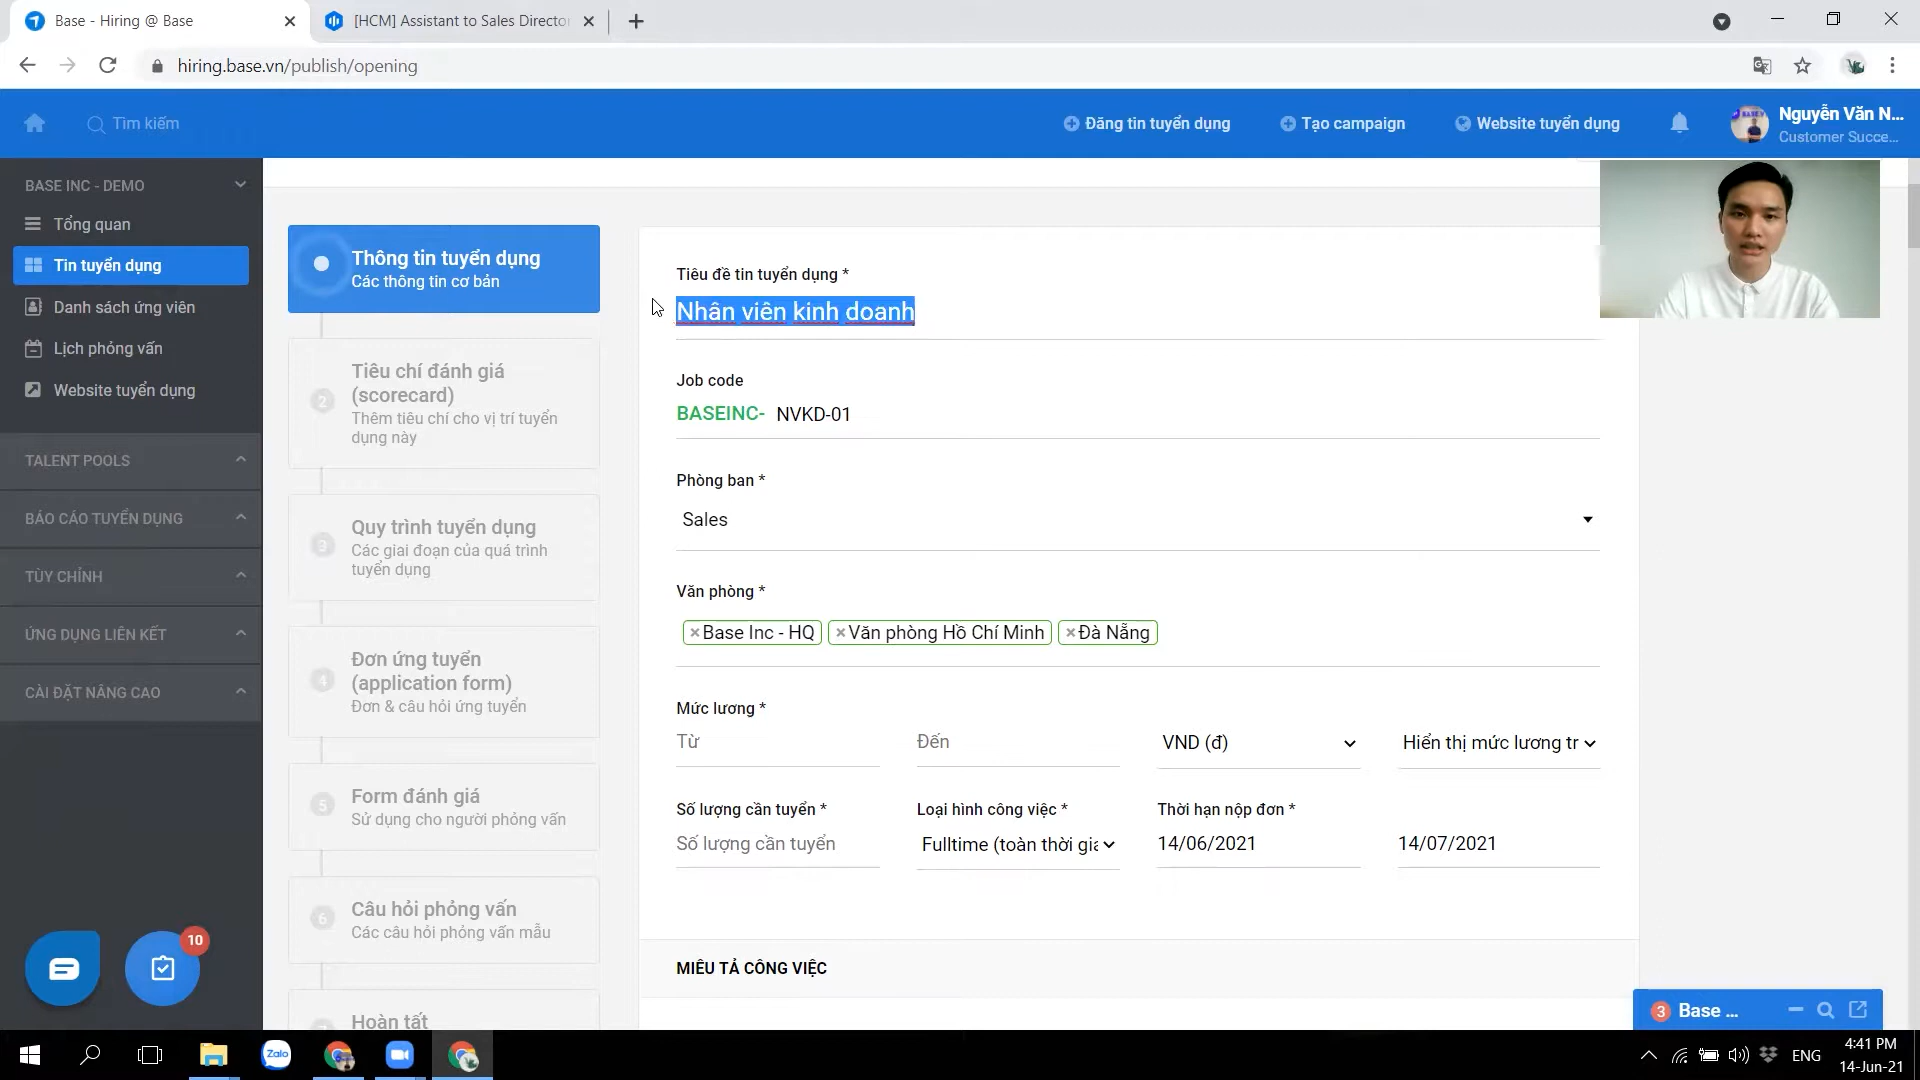 Base - Hiring @ Base
[HCM] Assistant to Sales Directo
hiring.base.vn/publish/opening
Tìm kiếm
Đăng tin tuyển dụng
Tạo campaign
Website tuyển dụng
Nguyễn Văn N...
Customer Succe...
BASE INC - DEMO
Tổng quan
Tin tuyển dụng
Danh sách ứng viên
Lịch phỏng vấn
Website tuyển dụng
TALENT POOLS
BÁO CÁO TUYỂN DỤNG
TÙY CHỈNH
ỨNG DỤNG LIÊN KẾT
CÀI ĐẶT NÂNG CAO
10
Thông tin tuyển dụng
Các thông tin cơ bản
2
Tiêu chí đánh giá
(scorecard)
Thêm tiêu chí cho vị trí tuyển
dụng này
3
Quy trình tuyển dụng
Các giai đoạn của quá trình
tuyển dụng
4
Đơn ứng tuyển
(application form)
Đơn & câu hỏi ứng tuyển
5
Form đánh giá
Sử dụng cho người phỏng vấn
6
Câu hỏi phỏng vấn
Các câu hỏi phỏng vấn mẫu
Hoàn tất
Tiêu đề tin tuyển dụng *
Nhân viên kinh doanh
Job code
BASEINC- NVKD-01
Phòng ban *
Sales
Văn phòng *
×Base Inc - HQ ×Văn phòng Hồ Chí Minh ×Đà Nẵng
Mức lương *
Từ Đến VND (đ) Hiển thị mức lương tr
Số lượng cần tuyển * Loại hình công việc * Thời hạn nộp đơn *
Số lượng cần tuyển Fulltime (toàn thời gia 14/06/2021 14/07/2021
MIÊU TẢ CÔNG VIỆC
3 Base ...
Zalo
ENG
4:41 PM
14-Jun-21